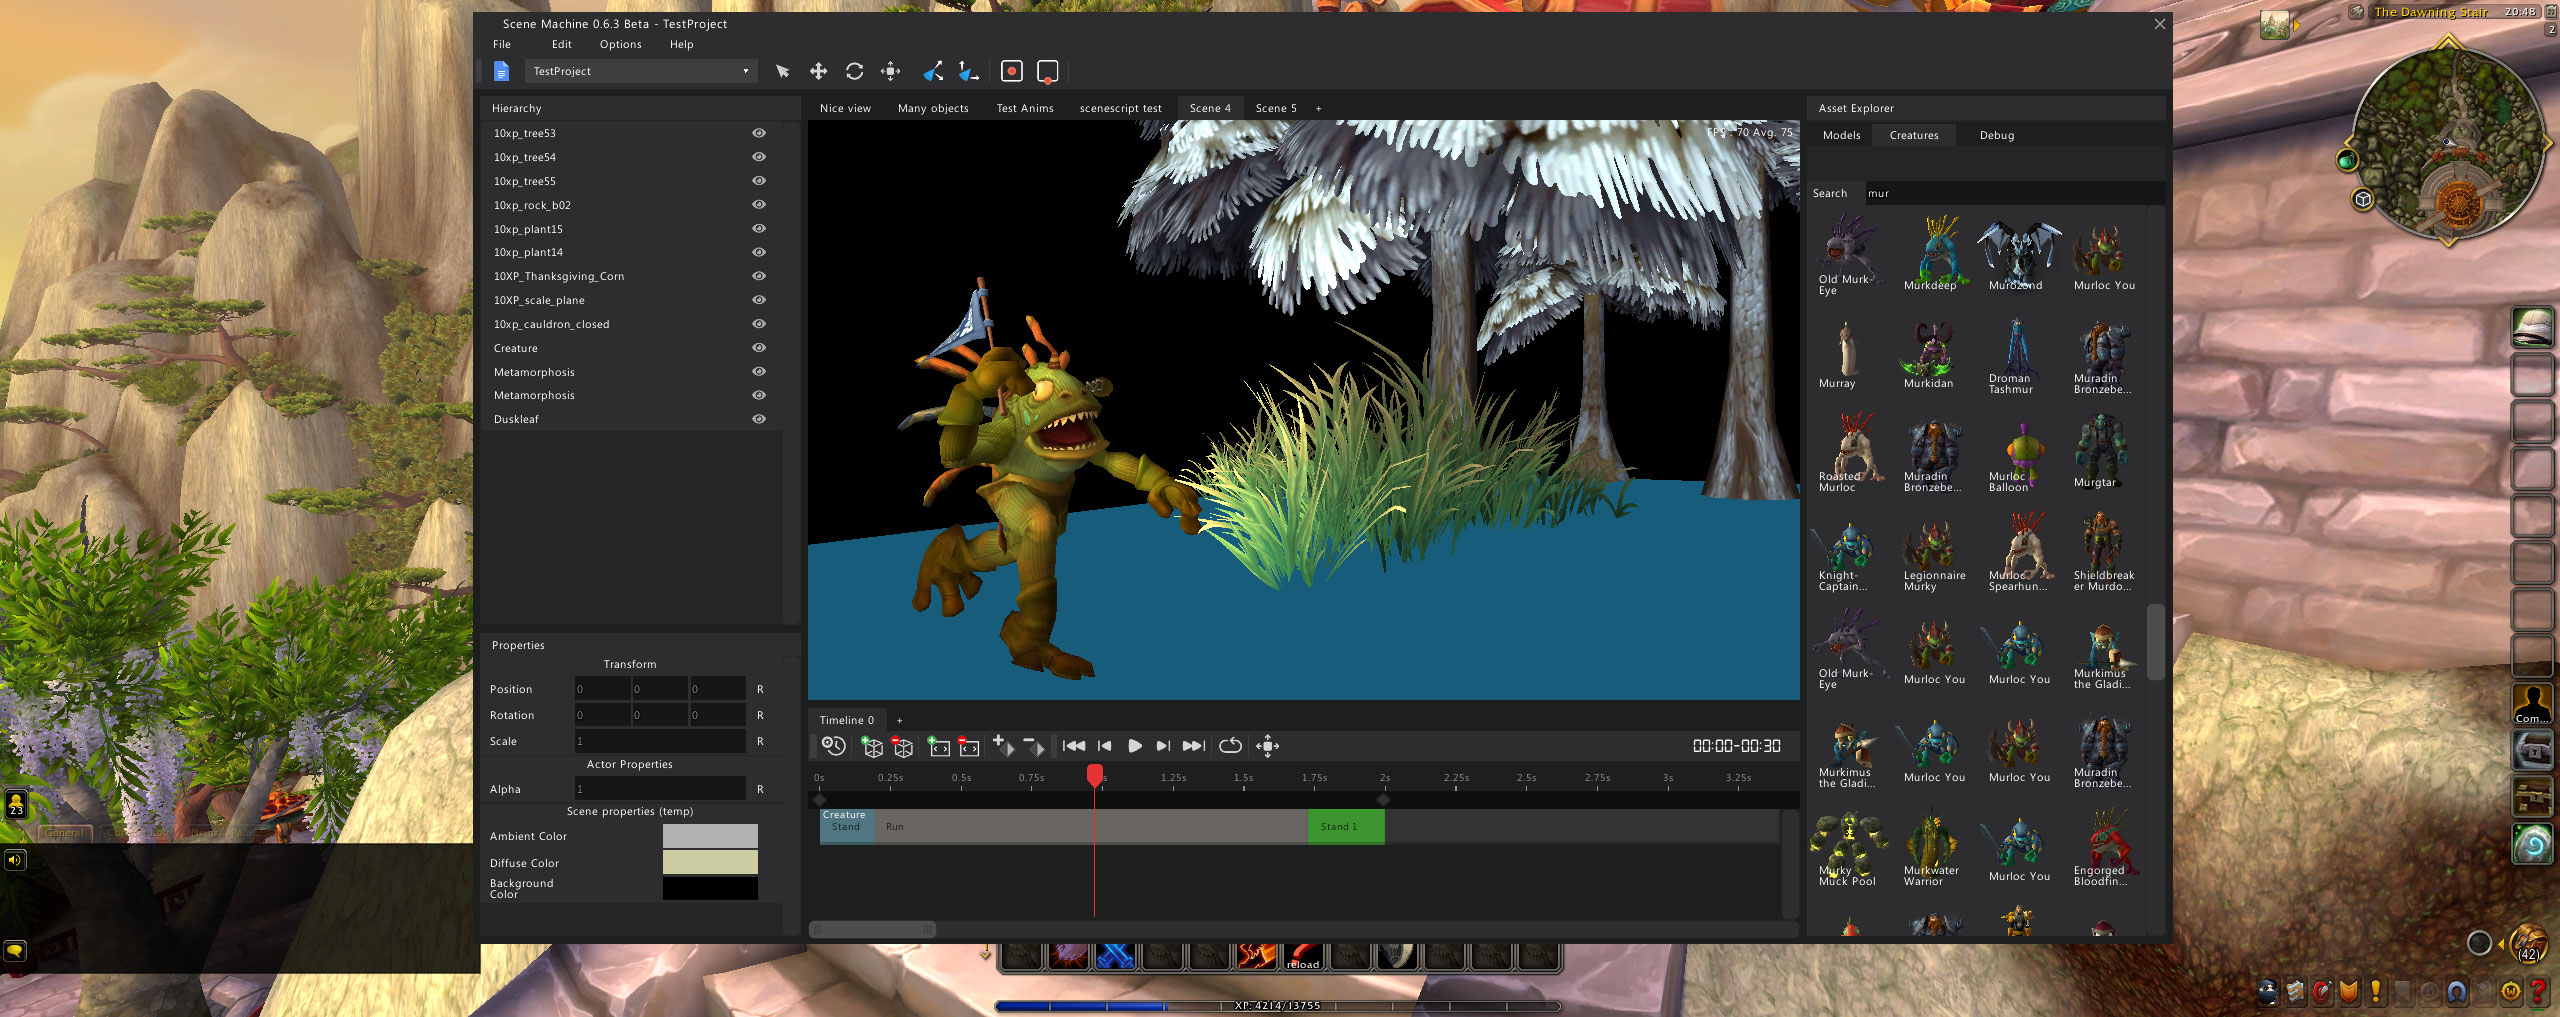 Scene Machine 0.6.3 Beta - TestProject
File Edit Options Help
TestProject
Hierarchy
10xp_tree53
10xp_tree54
10xp_tree55
10xp_rock_b02
10xp_plant15
10xp_plant14
10XP_Thanksgiving_Corn
10XP_scale_plane
10xp_cauldron_closed
Creature
Metamorphosis
Metamorphosis
Duskleaf
Properties
Transform
Position 0 0 0 R
Rotation 0 0 0 R
Scale 1 R
Actor Properties
Alpha 1 R
Scene properties (temp)
Ambient Color
Diffuse Color
Background
Color
Nice view Many objects Test Anims scenescript test Scene 4 Scene 5 +
FPS : 70 Avg. 75
Timeline 0 +
00:00-00:30
0s 0.25s 0.5s 0.75s 1.25s 1.5s 1.75s 2s 2.25s 2.5s 2.75s 3s 3.25s
Creature
Stand Run Stand 1
Asset Explorer
Models Creatures Debug
Search mur
Old Murk-
Eye
Murkdeep
Murozond
Murloc You
Murray
Murkidan
Droman
Tashmur
Muradin
Bronzebe...
Roasted
Murloc
Muradin
Bronzebe...
Murloc
Balloon
Murgtar
Knight-
Captain...
Legionnaire
Murky
Murloc
Spearhun...
Shieldbreak
er Murdo...
Old Murk-
Eye
Murloc You
Murloc You
Murkimus
the Gladi...
Murkimus
the Gladi...
Murloc You
Murloc You
Muradin
Bronzebe...
Murky
Muck Pool
Murkwater
Warrior
Murloc You
Engorged
Bloodfin...
The Dawning Stair 20:48
2
23
General
Com...
reload
XP: 4214/13755
(42)